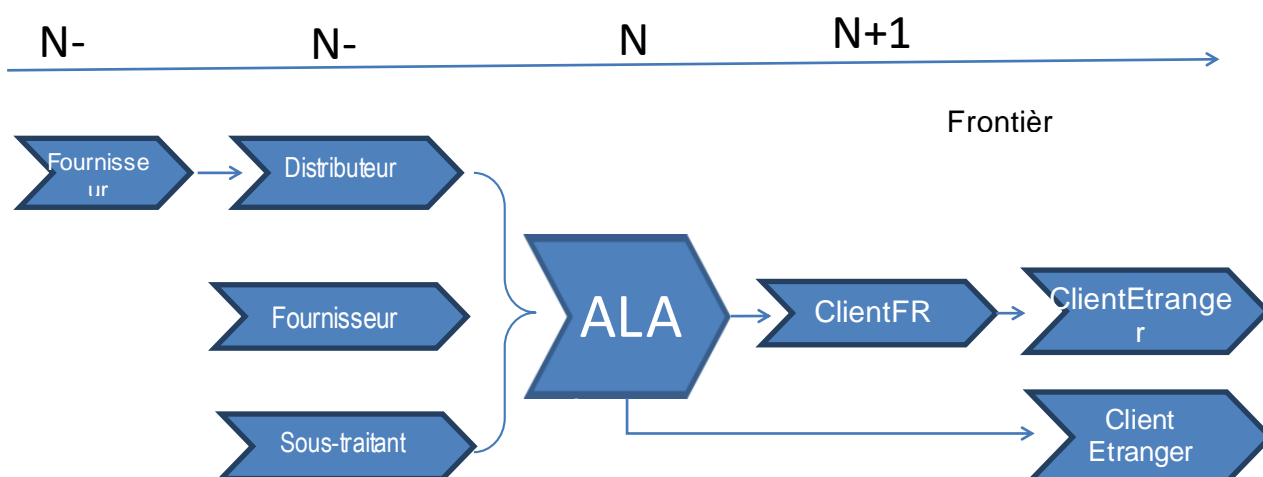 N-
N-
N
N+1
Frontièr
Fournisse
ur
Distributeur
Fournisseur
ALA
ClientFR
ClientEtrange
r
Sous-traitant
Client
Etranger